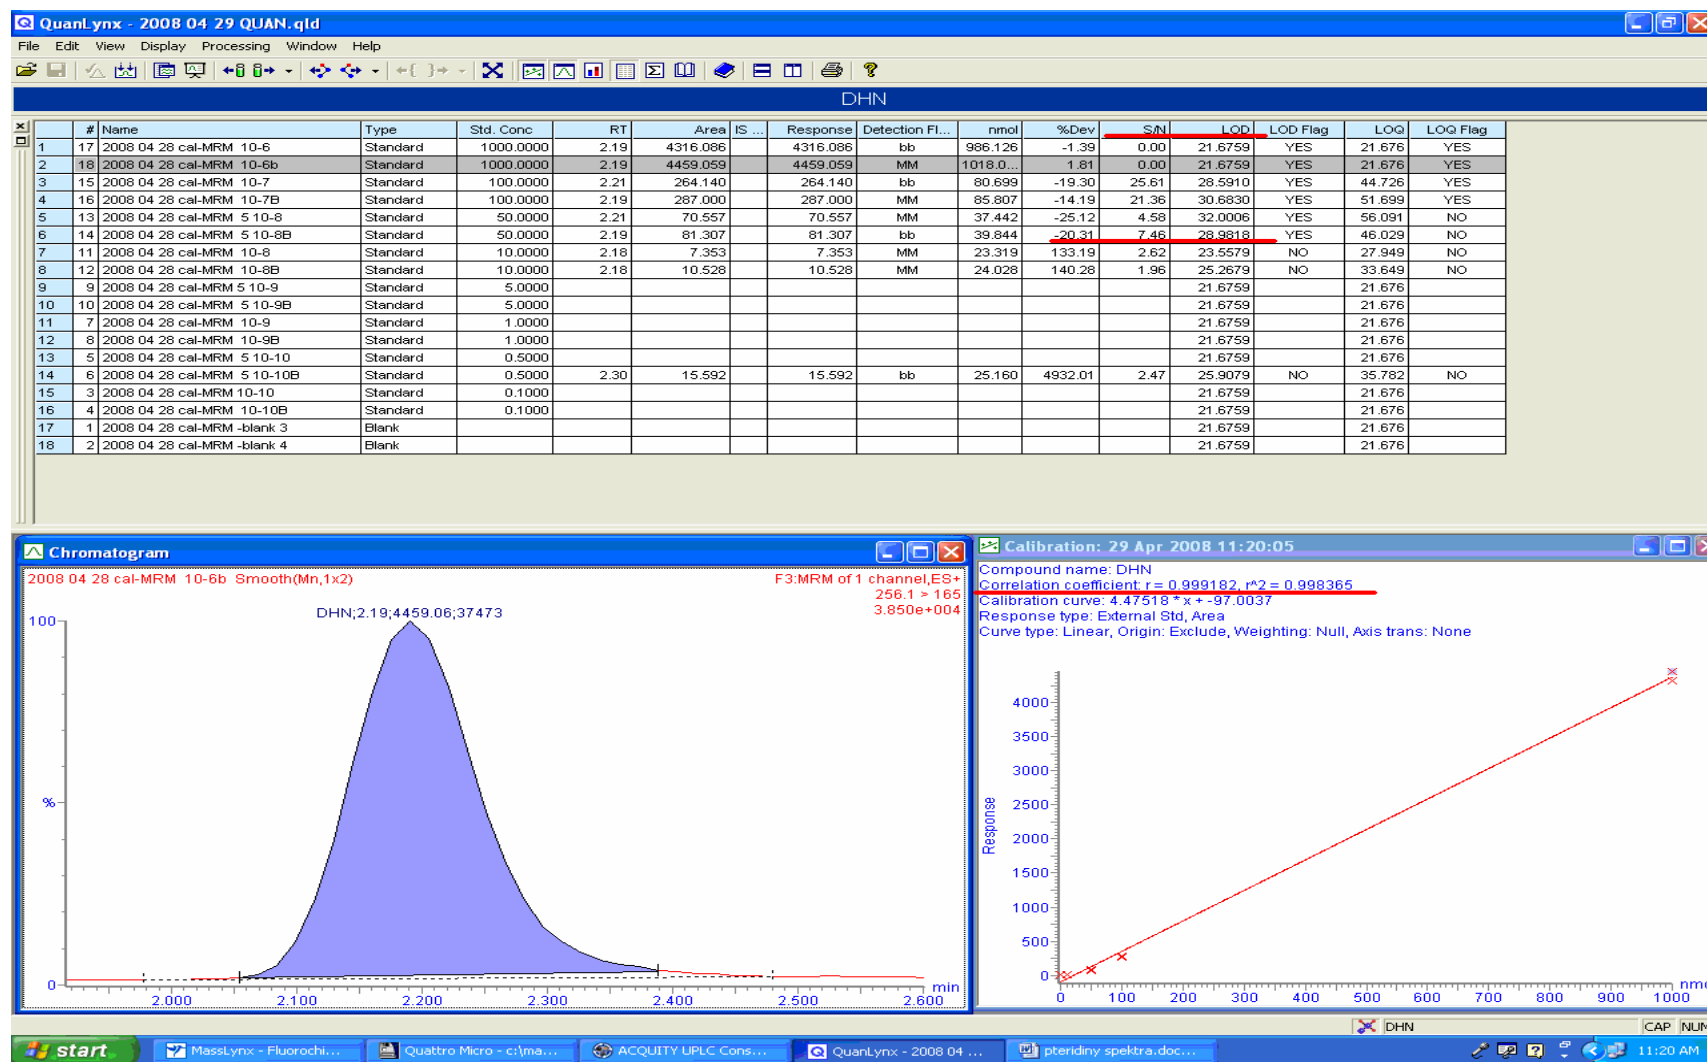 QuanLynx - 2008 04 29 QUAN.qld
File Edit View Display Processing Window Help
DHN
# Name Type Std. Conc RT Area IS ... Response Detection Fl... nmol %Dev S/N LOD LOD Flag LOQ LOQ Flag
1 17 2008 04 28 cal-MRM 10-6 Standard 1000.0000 2.19 4316.086 4316.086 bb 986.126 -1.39 0.00 21.6759 YES 21.676 YES
2 18 2008 04 28 cal-MRM 10-6b Standard 1000.0000 2.19 4459.059 4459.059 MM 1018.0... 1.81 0.00 21.6759 YES 21.676 YES
3 15 2008 04 28 cal-MRM 10-7 Standard 100.0000 2.21 264.140 264.140 bb 80.699 -19.30 25.61 28.5910 YES 44.726 YES
4 16 2008 04 28 cal-MRM 10-7B Standard 100.0000 2.19 287.000 287.000 MM 85.807 -14.19 21.36 30.6830 YES 51.699 YES
5 13 2008 04 28 cal-MRM 5 10-8 Standard 50.0000 2.21 70.557 70.557 MM 37.442 -25.12 4.58 32.0006 YES 56.091 NO
6 14 2008 04 28 cal-MRM 5 10-8B Standard 50.0000 2.19 81.307 81.307 bb 39.844 -20.31 7.46 28.9818 YES 46.029 NO
7 11 2008 04 28 cal-MRM 10-8 Standard 10.0000 2.18 7.353 7.353 MM 23.319 133.19 2.62 23.5579 NO 27.949 NO
8 12 2008 04 28 cal-MRM 10-8B Standard 10.0000 2.18 10.528 10.528 MM 24.028 140.28 1.96 25.2679 NO 33.649 NO
9 9 2008 04 28 cal-MRM 5 10-9 Standard 5.0000 21.6759 21.676
10 10 2008 04 28 cal-MRM 5 10-9B Standard 5.0000 21.6759 21.676
11 7 2008 04 28 cal-MRM 10-9 Standard 1.0000 21.6759 21.676
12 8 2008 04 28 cal-MRM 10-9B Standard 1.0000 21.6759 21.676
13 5 2008 04 28 cal-MRM 5 10-10 Standard 0.5000 21.6759 21.676
14 6 2008 04 28 cal-MRM 5 10-10B Standard 0.5000 2.30 15.592 15.592 bb 25.160 4932.01 2.47 25.9079 NO 35.782 NO
15 3 2008 04 28 cal-MRM 10-10 Standard 0.1000 21.6759 21.676
16 4 2008 04 28 cal-MRM 10-10B Standard 0.1000 21.6759 21.676
17 1 2008 04 28 cal-MRM -blank 3 Blank 21.6759 21.676
18 2 2008 04 28 cal-MRM -blank 4 Blank 21.6759 21.676
Chromatogram
2008 04 28 cal-MRM 10-6b Smooth(Mn,1x2)
F3:MRM of 1 channel,ES+
256.1 > 165
3.850e+004
DHN;2.19;4459.06;37473
100
%
0
min
2.000 2.100 2.200 2.300 2.400 2.500 2.600
Calibration: 29 Apr 2008 11:20:05
Compound name: DHN
Correlation coefficient: r = 0.999182, r^2 = 0.998365
Calibration curve: 4.47518 * x + -97.0037
Response type: External Std, Area
Curve type: Linear, Origin: Exclude, Weighting: Null, Axis trans: None
4000
3500
3000
2500
2000
1500
1000
500
0
Response
nmol
0 100 200 300 400 500 600 700 800 900 1000
DHN CAP NUM
start MassLynx - Fluorochi... Quattro Micro - c:\ma... ACQUITY UPLC Cons... QuanLynx - 2008 04 ... pteridiny spektra.doc... 11:20 AM